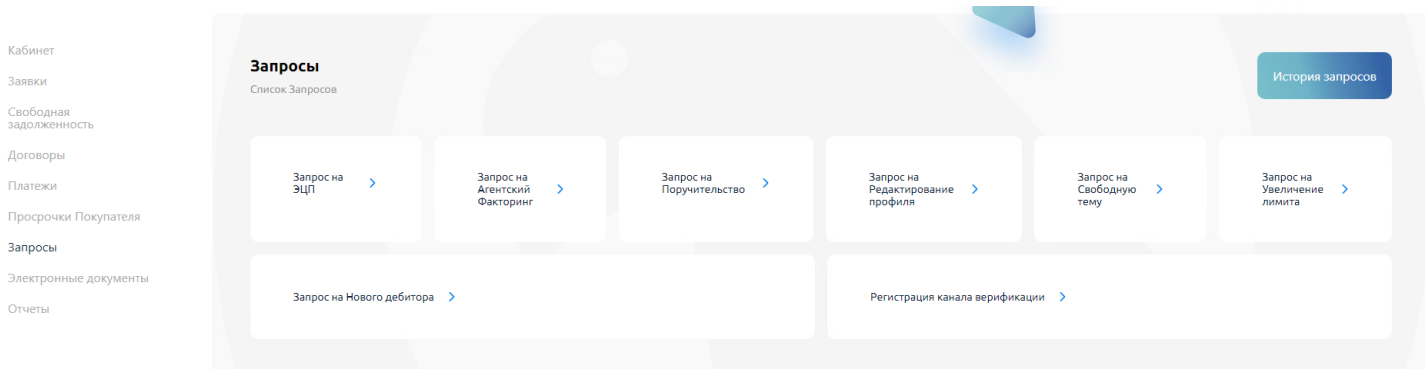 Кабинет
Заявки
Свободная
задолженность
Договоры
Платежи
Просрочки Покупателя
Запросы
Электронные документы
Отчеты
Запросы
Список Запросов
История запросов
Запрос на
ЭЦП
Запрос на
Агентский
Факторинг
Запрос на
Поручительство
Запрос на
Редактирование
профиля
Запрос на
Свободную
тему
Запрос на
Увеличение
лимита
Запрос на Нового дебитора
Регистрация канала верификации